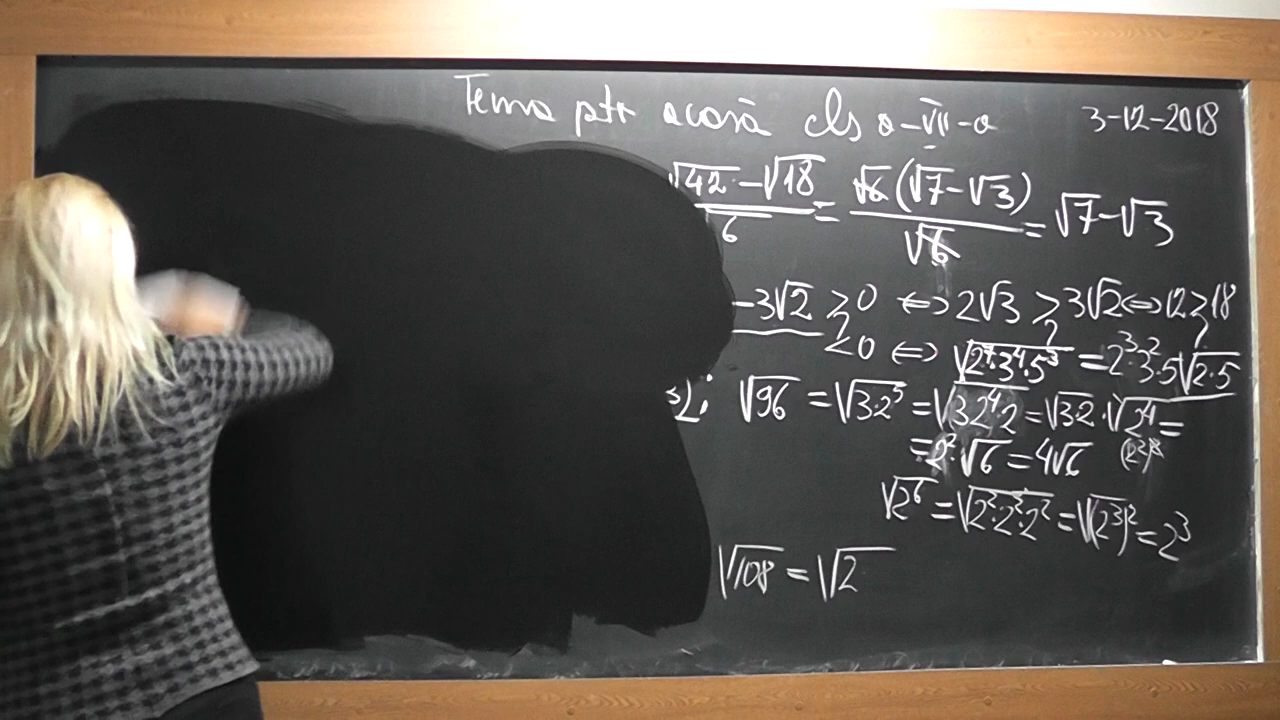 Tema ptr acasă cls a-VII-a 3-12-2018
√42 - √18 / 6 = √6(√7-√3) / √6 = √7-√3
-3√2 ≷ 0 ⇔ 2√3 > 3√2 ⇔ 12 > 18
< 0 ⇔ √2⁷·3⁴·5³ = 2³·3²·5√2·5
√96 = √3·2⁵ = √3·2⁴·2 = √3·2·√2⁴ =
= 2²·√6 = 4√6
√2⁶ = √2²·2²·2² = √(2³)² = 2³
√108 = √2